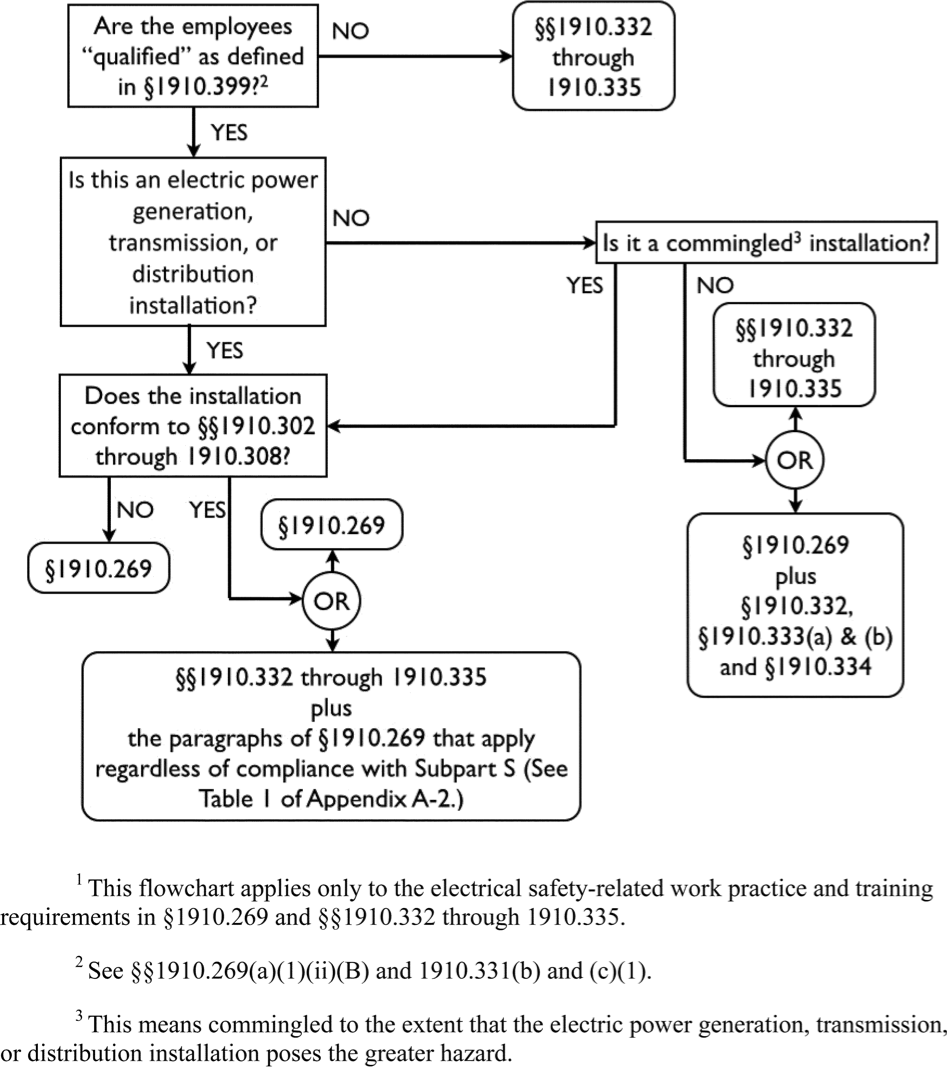 Are the employees
“qualified” as defined
in §1910.399?2
NO
§§1910.332
through
1910.335
YES
Is this an electric power
generation,
transmission, or
distribution
installation?
NO
Is it a commingled3 installation?
YES
NO
§§1910.332
through
1910.335
OR
§1910.269
plus
§1910.332,
§1910.333(a) & (b)
and §1910.334
YES
Does the installation
conform to §§1910.302
through 1910.308?
NO
§1910.269
YES
§1910.269
OR
§§1910.332 through 1910.335
plus
the paragraphs of §1910.269 that apply
regardless of compliance with Subpart S (See
Table 1 of Appendix A-2.)
1 This flowchart applies only to the electrical safety-related work practice and training
requirements in §1910.269 and §§1910.332 through 1910.335.
2 See §§1910.269(a)(1)(ii)(B) and 1910.331(b) and (c)(1).
3 This means commingled to the extent that the electric power generation, transmission,
or distribution installation poses the greater hazard.